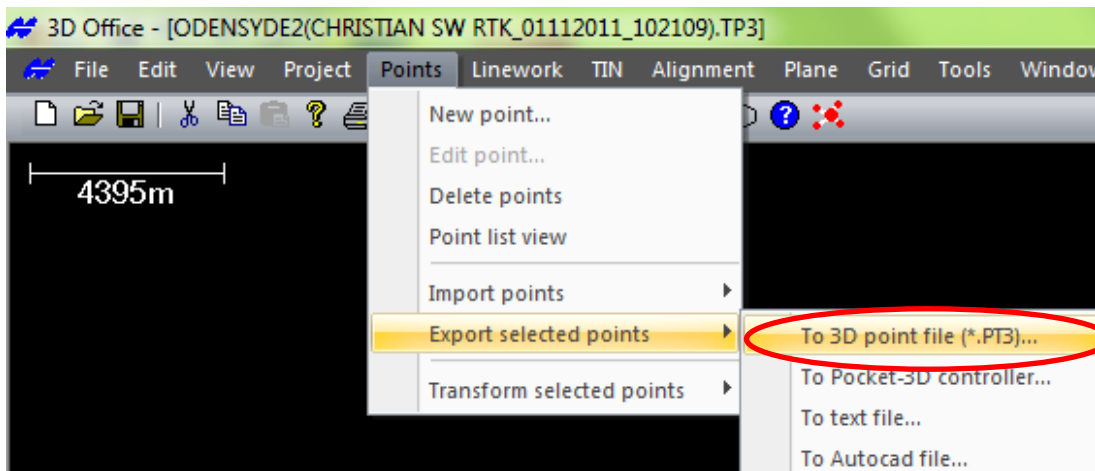 3D Office - [ODENSYDE2(CHRISTIAN SW RTK_01112011_102109).TP3]
File Edit View Project Points Linework TIN Alignment Plane Grid Tools Window
4395m
New point...
Edit point...
Delete points
Point list view
Import points
Export selected points
Transform selected points
To 3D point file (*.PT3)...
To Pocket-3D controller...
To text file...
To Autocad file...